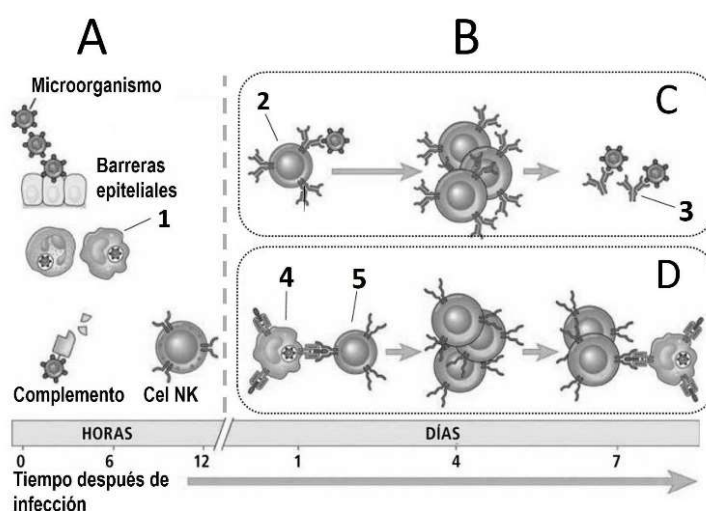 A
B
Microorganismo
2
C
Barreras
epiteliales
1
3
4
5
D
Complemento
Cel NK
HORAS
DÍAS
0
6
12
1
4
7
Tiempo después de
infección